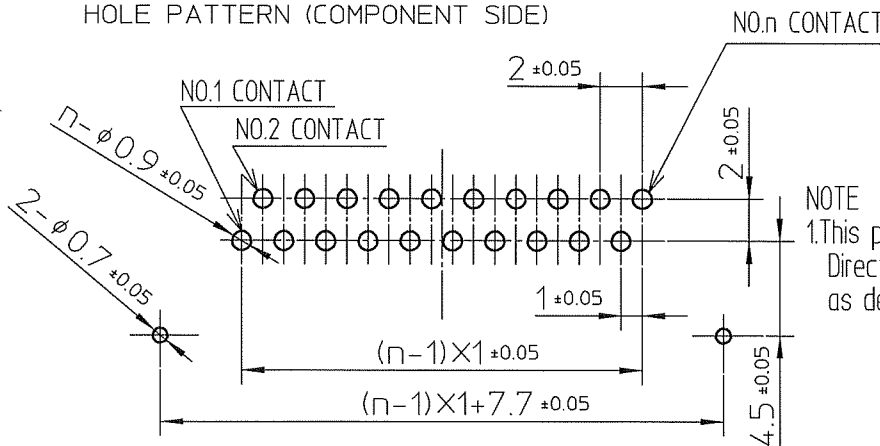 HOLE PATTERN (COMPONENT SIDE)
NO.n CONTACT
2 ±0.05
NO.1 CONTACT
NO.2 CONTACT
n-φ0.9 ±0.05
2-φ0.7 ±0.05
2 ±0.05
NOTE
1.This p
Direc
as de
1 ±0.05
(n-1)X1 ±0.05
(n-1)X1+7.7 ±0.05
4.5 ±0.05